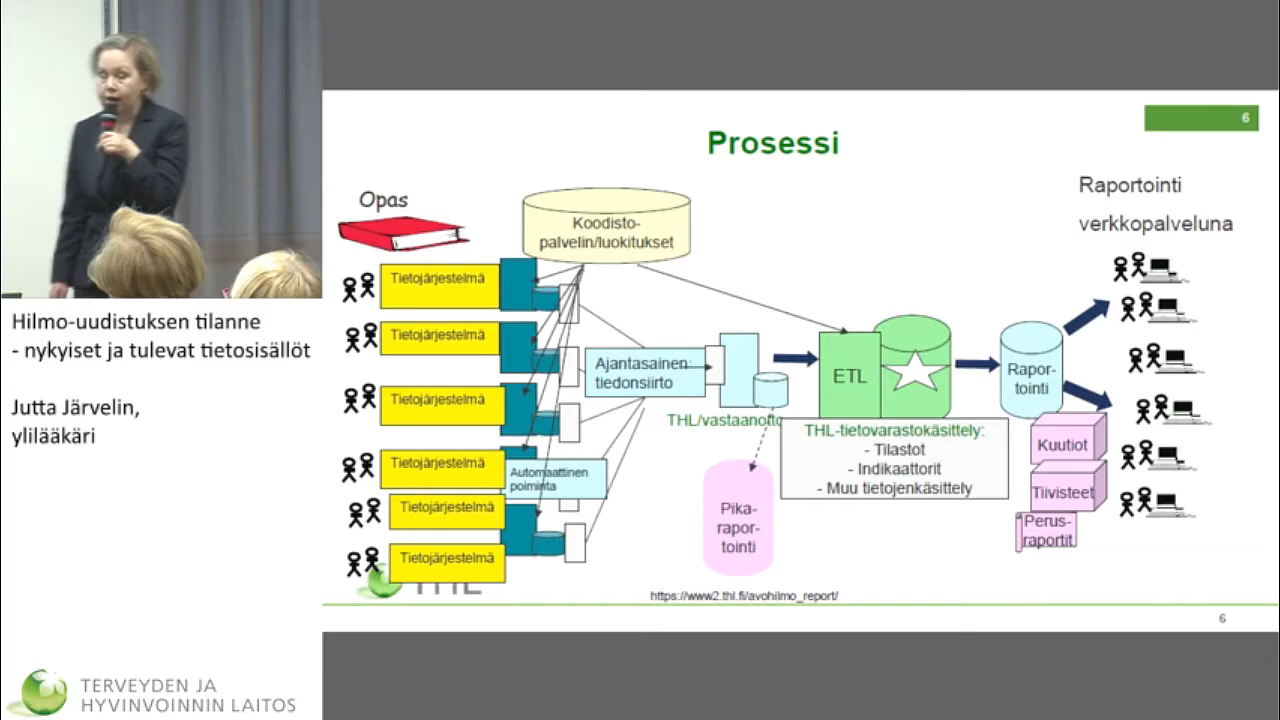 Hilmo-uudistuksen tilanne
- nykyiset ja tulevat tietosisällöt
Jutta Järvelin,
ylilääkäri
TERVEYDEN JA
HYVINVOINNIN LAITOS
6
Prosessi
Opas
Koodisto-
palvelin/luokitukset
Raportointi
verkkopalveluna
Tietojärjestelmä
Tietojärjestelmä
Tietojärjestelmä
Tietojärjestelmä
Tietojärjestelmä
Tietojärjestelmä
Automaattinen
poiminta
Ajantasainen
tiedonsiirto
THL/vastaanotto
ETL
Rapor-
tointi
THL-tietovarastokäsittely:
- Tilastot
- Indikaattorit
- Muu tietojenkäsittely
Pika-
rapor-
tointi
Kuutiot
Tiivisteet
Perus-
raportit
THL
https://www2.thl.fi/avohilmo_report/
6